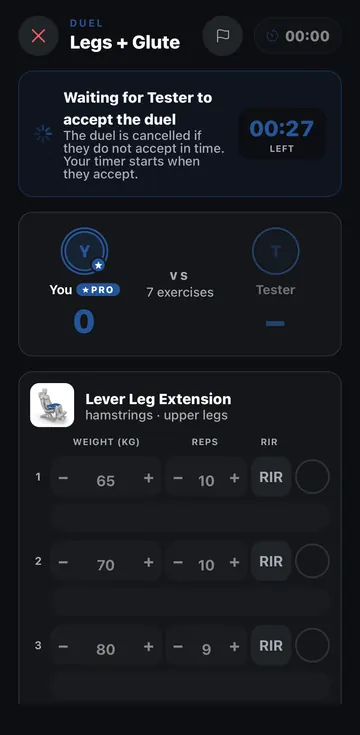 DUEL
Legs + Glute
00:00
Waiting for Tester to
accept the duel
The duel is cancelled if
they do not accept in time.
Your timer starts when
they accept.
00:27
LEFT
Y
T
You ★PRO
VS
7 exercises
Tester
0
–
Lever Leg Extension
hamstrings · upper legs
WEIGHT (KG) REPS RIR
1 − 65 + − 10 + RIR
2 − 70 + − 10 + RIR
3 − 80 + − 9 + RIR